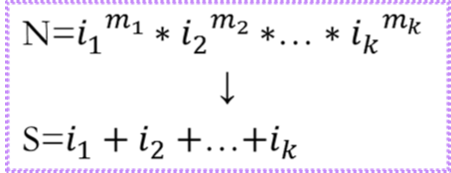 N=i₁^m₁ * i₂^m₂ *…* iₖ^mₖ
↓
S=i₁ + i₂ +…+iₖ